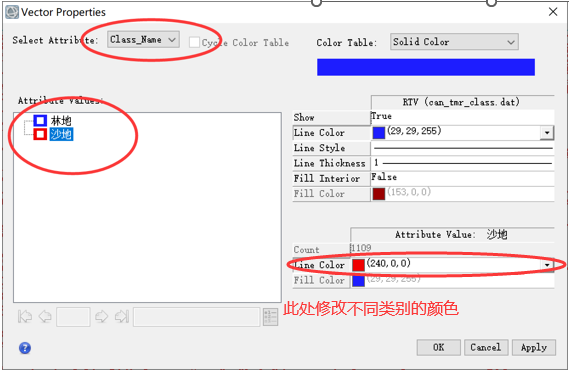 Vector Properties
Select Attribute: Class_Name Cycle Color Table Color Table: Solid Color
Attribute Values:
林地
沙地
RTV (can_tmr_class.dat)
Show True
Line Color (29,29,255)
Line Style
Line Thickness 1
Fill Interior False
Fill Color (153,0,0)
Attribute Value: 沙地
Count 1109
Line Color (240,0,0)
Fill Color (29,29,255)
此处修改不同类别的颜色
OK Cancel Apply